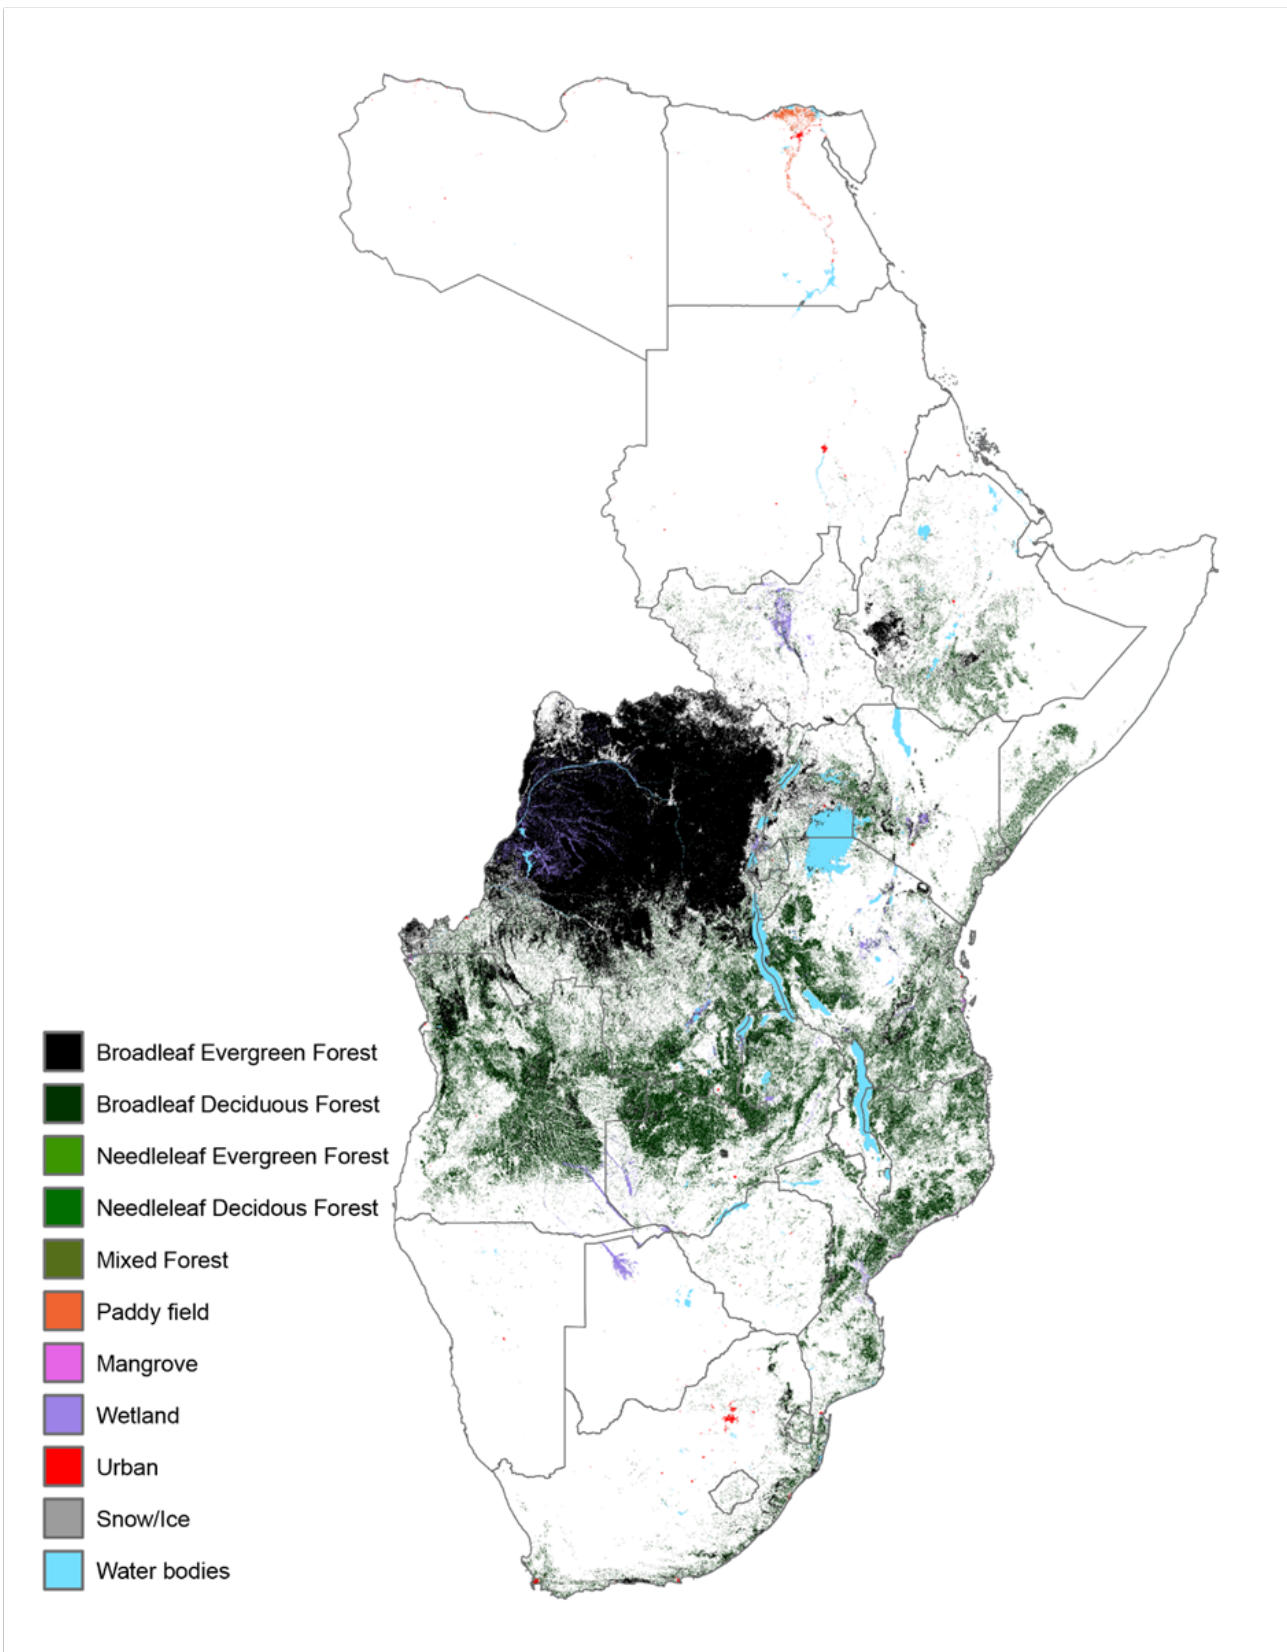 Broadleaf Evergreen Forest
Broadleaf Deciduous Forest
Needleleaf Evergreen Forest
Needleleaf Decidous Forest
Mixed Forest
Paddy field
Mangrove
Wetland
Urban
Snow/Ice
Water bodies